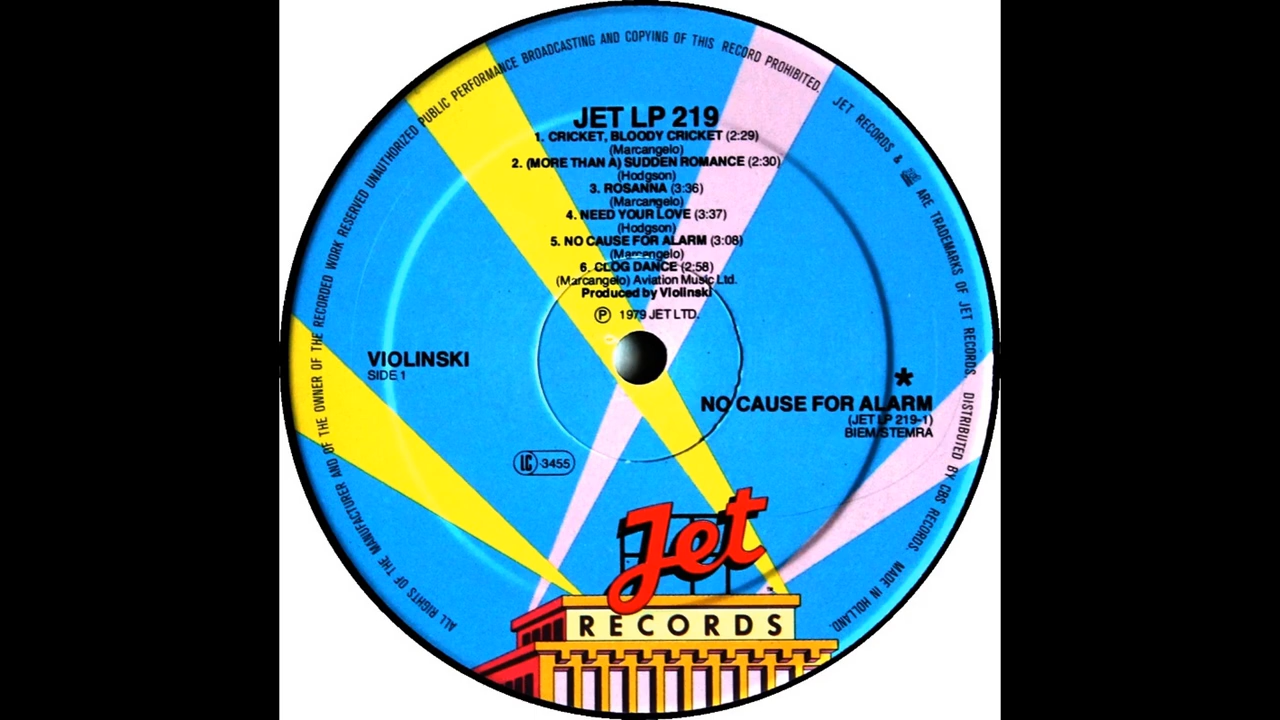 ALL RIGHTS OF THE MANUFACTURER AND OF THE OWNER OF THE RECORDED WORK RESERVED UNAUTHORIZED PUBLIC PERFORMANCE BROADCASTING AND COPYING OF THIS RECORD PROHIBITED. JET RECORDS & ARE TRADEMARKS OF JET RECORDS. DISTRIBUTED BY CBS RECORDS. MADE IN HOLLAND.
JET LP 219
1. CRICKET, BLOODY CRICKET (2:29)
(Marcangelo)
2. (MORE THAN A) SUDDEN ROMANCE (2:30)
(Hodgson)
3. ROSANNA (3:36)
(Marcangelo)
4. NEED YOUR LOVE (3:37)
(Hodgson)
5. NO CAUSE FOR ALARM (3:08)
(Marcangelo)
6. CLOG DANCE (2:58)
(Marcangelo) Aviation Music Ltd.
Produced by Violinski
Ⓟ 1979 JET LTD.
VIOLINSKI
SIDE 1
*
NO CAUSE FOR ALARM
(JET LP 219-1)
BIEM/STEMRA
LC 3455
Jet
RECORDS